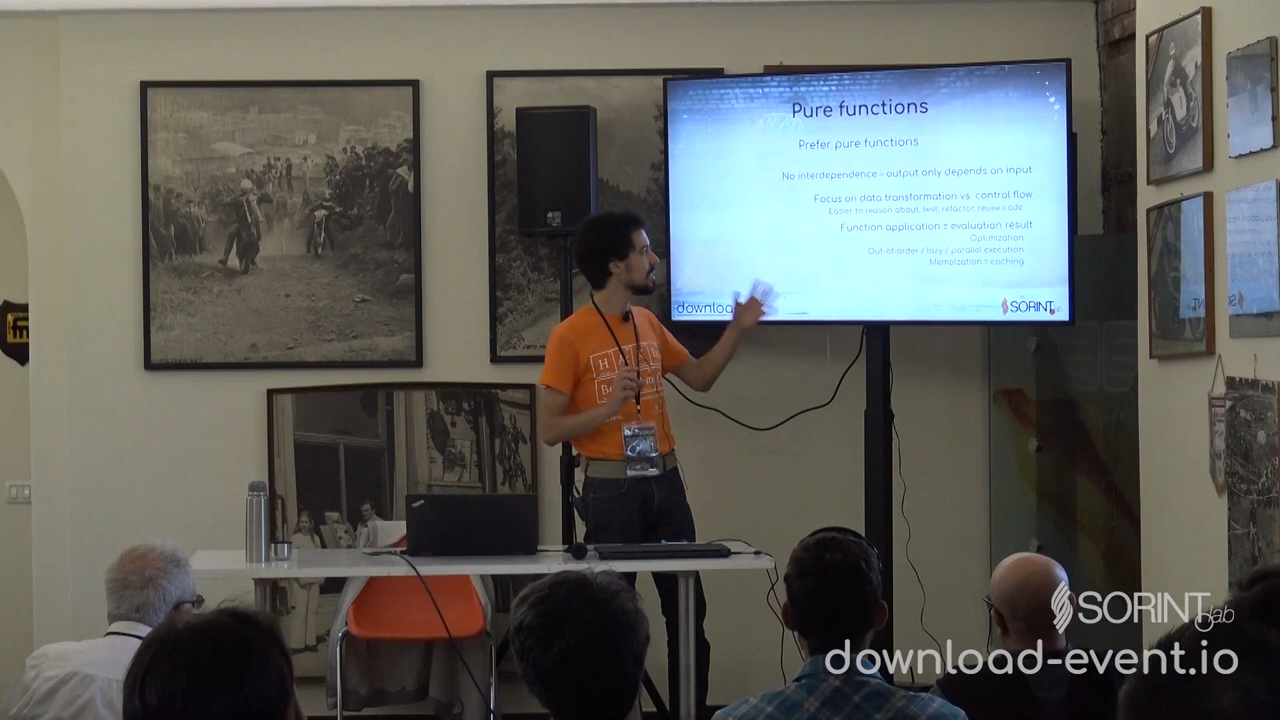 Pure functions
Prefer pure functions
No interdependence - output only depends on input
Focus on data transformation vs. control flow
Easier to reason about, test, refactor, reuse code
Function application = evaluation result
Optimization
Out-of-order / lazy / parallel execution
Memoization = caching
SORINT
SORINT lab
download-event.io